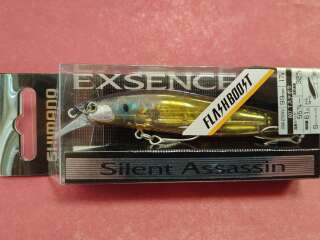 SHIMANO
EXSENCE
FLASHBOOST
Silent Assassin